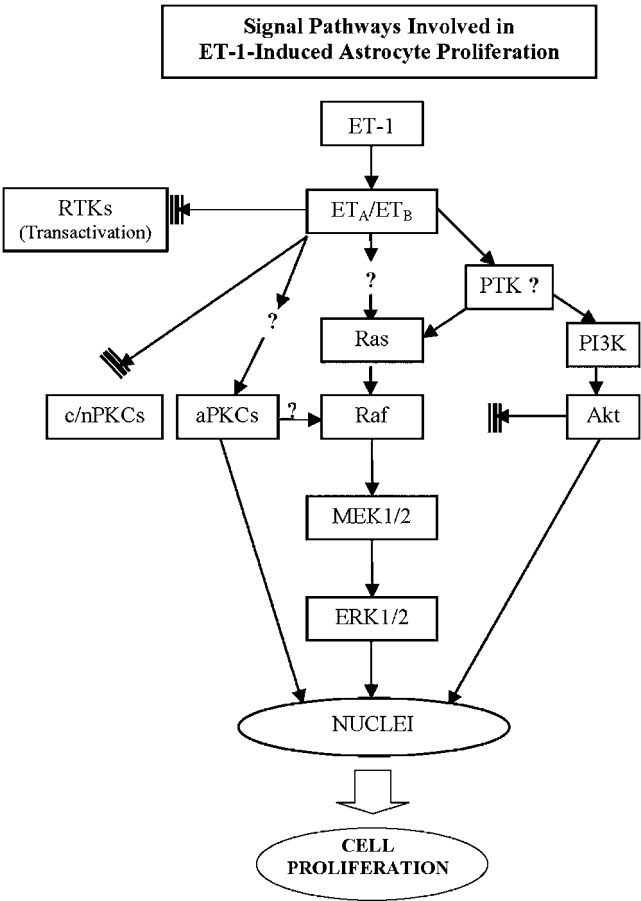 Signal Pathways Involved in
ET-1-Induced Astrocyte Proliferation
ET-1
RTKs
(Transactivation)
ETA/ETB
?
?
PTK ?
Ras
PI3K
c/nPKCs
aPKCs
?
Raf
Akt
MEK1/2
ERK1/2
NUCLEI
CELL
PROLIFERATION